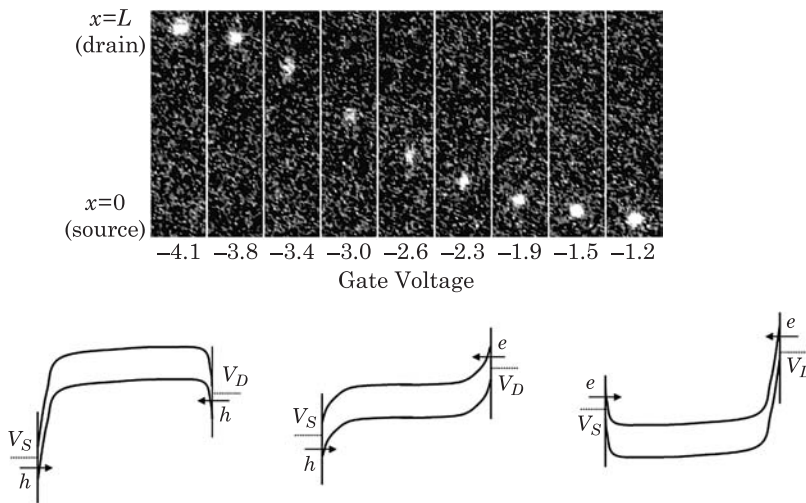 x=L
(drain)
x=0
(source)
–4.1 –3.8 –3.4 –3.0 –2.6 –2.3 –1.9 –1.5 –1.2
Gate Voltage
V_S
h
V_D
h
V_S
h
e
V_D
e
V_S
e
V_D